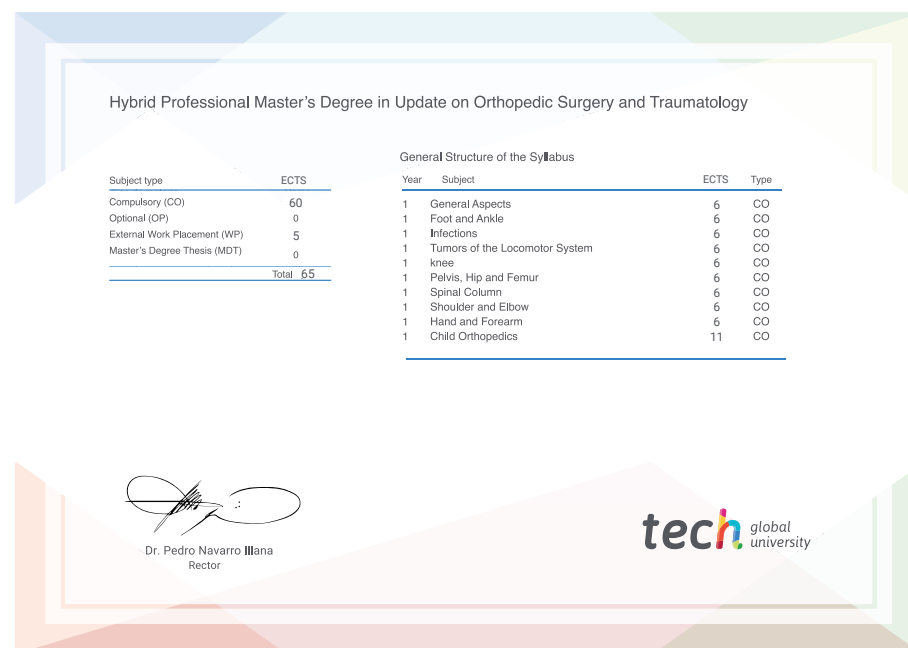 Hybrid Professional Master's Degree in Update on Orthopedic Surgery and Traumatology
Subject type ECTS
Compulsory (CO) 60
Optional (OP) 0
External Work Placement (WP) 5
Master's Degree Thesis (MDT) 0
Total 65
General Structure of the Syllabus
Year Subject ECTS Type
1 General Aspects 6 CO
1 Foot and Ankle 6 CO
1 Infections 6 CO
1 Tumors of the Locomotor System 6 CO
1 knee 6 CO
1 Pelvis, Hip and Femur 6 CO
1 Spinal Column 6 CO
1 Shoulder and Elbow 6 CO
1 Hand and Forearm 6 CO
1 Child Orthopedics 11 CO
Dr. Pedro Navarro Illana
Rector
tech global
university